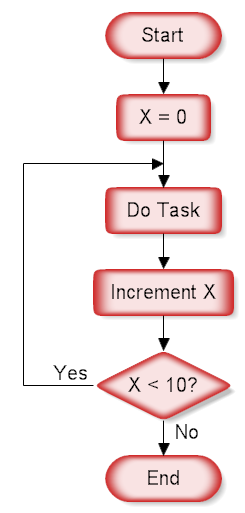 Start
X = 0
Do Task
Increment X
X < 10?
Yes
No
End